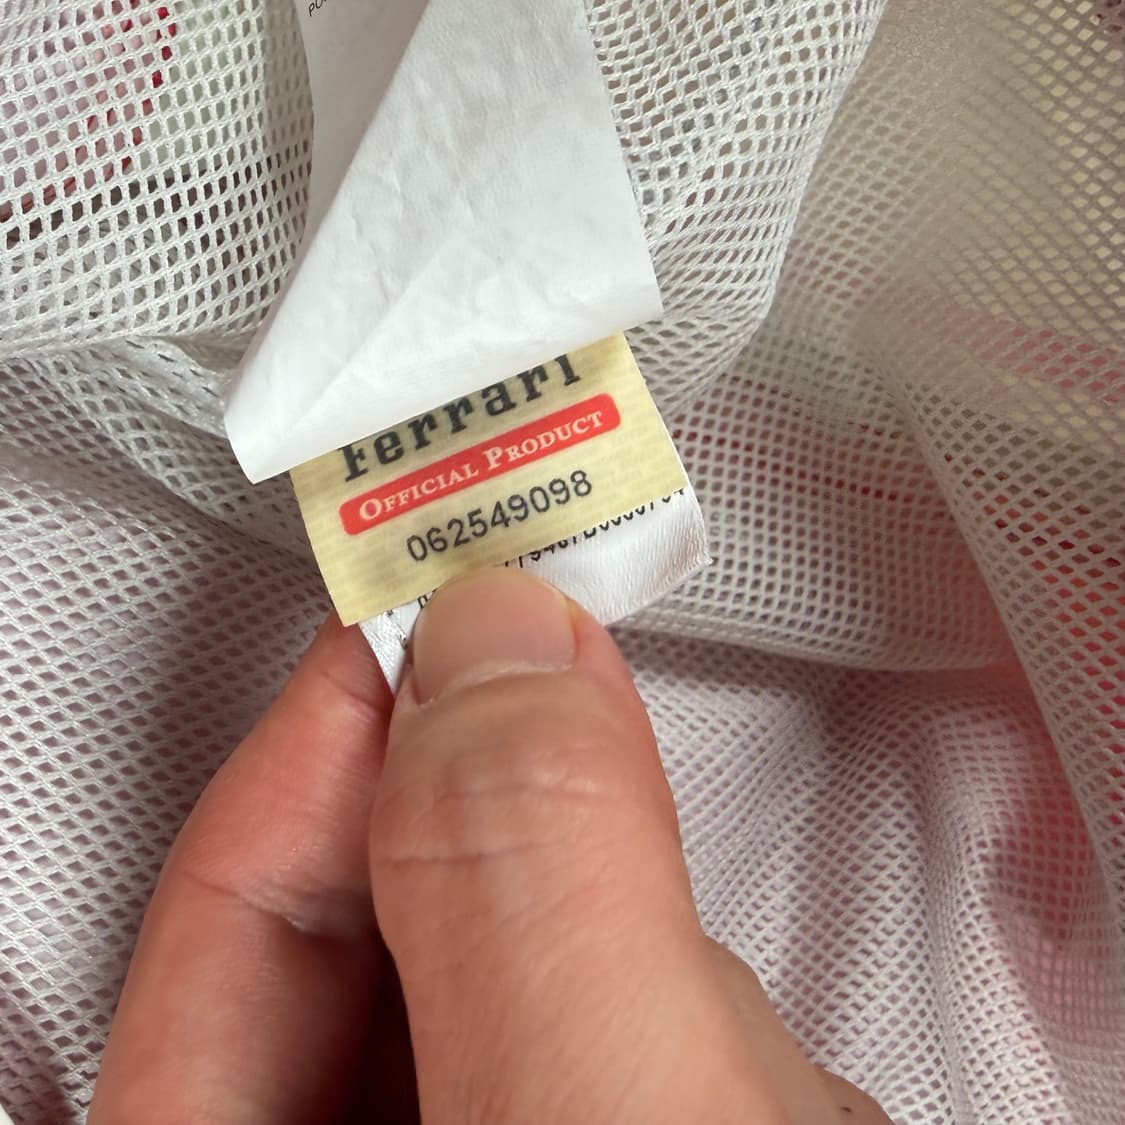 Ferrari
OFFICIAL PRODUCT
062549098